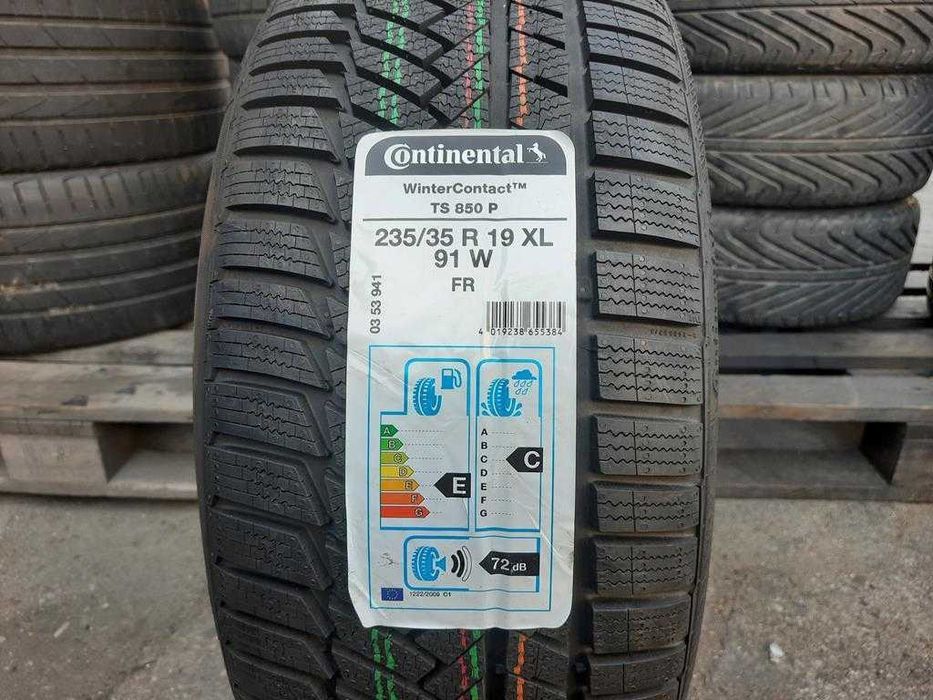 Continental
WinterContact™
TS 850 P
235/35 R 19 XL
91 W
FR
03 53 941
4 019238 655384
A
B
C
D
E
F
G
E
A
B
C
D
E
F
G
C
72 dB
1222/2009 C1